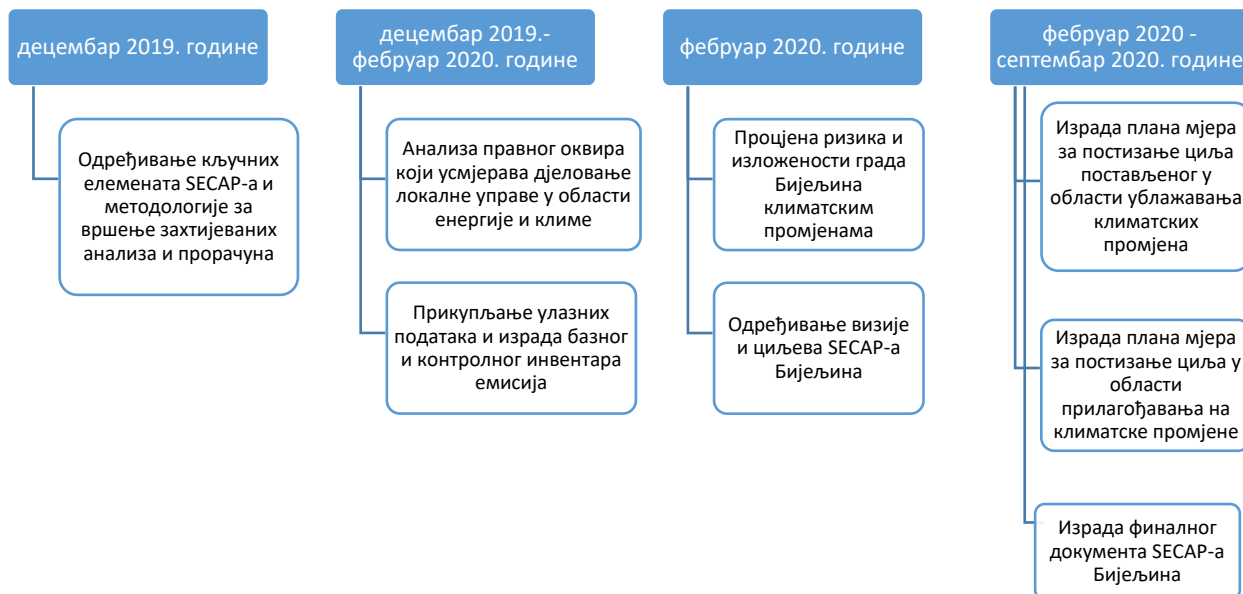 децембар 2019. године
Одређивање кључних
елемената SECAP-а и
методологије за
вршење захтијеваних
анализа и прорачуна
децембар 2019.-
фебруар 2020. године
Анализа правног оквира
који усмјерава дјеловање
локалне управе у области
енергије и климе
Прикупљање улазних
података и израда базног
и контролног инвентара
емисија
фебруар 2020. године
Процјена ризика и
изложености града
Бијељина
климатским
промјенама
Одређивање визије
и циљева SECAP-а
Бијељина
фебруар 2020 -
септембар 2020. године
Израда плана мјера
за постизање циља
постављеног у
области ублажавања
климатских
промјена
Израда плана мјера
за постизање циља у
области
прилагођавања на
климатске промјене
Израда финалног
документа SECAP-а
Бијељина